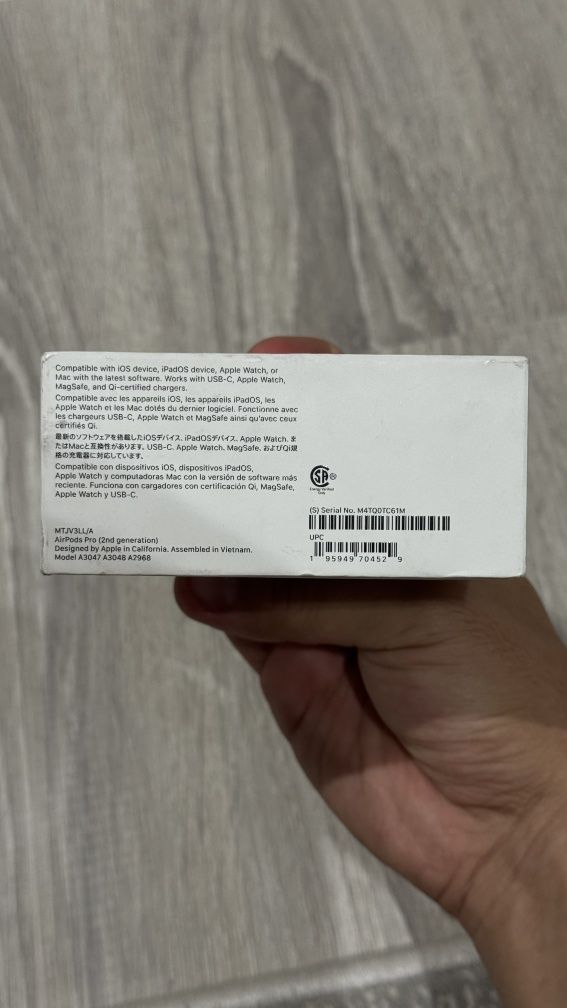 Compatible with iOS device, iPadOS device, Apple Watch, or
Mac with the latest software. Works with USB-C, Apple Watch,
MagSafe, and Qi-certified chargers.
Compatible avec les appareils iOS, les appareils iPadOS, les
Apple Watch et les Mac dotés du dernier logiciel. Fonctionne avec
les chargeurs USB-C, Apple Watch et MagSafe ainsi qu'avec ceux
certifiés Qi.
最新のソフトウェアを搭載したiOSデバイス、iPadOSデバイス、Apple Watch、ま
たはMacと互換性があります。USB-C、Apple Watch、MagSafe、およびQi規
格の充電器に対応しています。
Compatible con dispositivos iOS, dispositivos iPadOS,
Apple Watch y computadoras Mac con la versión de software más
reciente. Funciona con cargadores con certificación Qi, MagSafe,
Apple Watch y USB-C.
MTJV3LL/A
AirPods Pro (2nd generation)
Designed by Apple in California. Assembled in Vietnam.
Model A3047 A3048 A2968
SA
Energy Verified
Only
(S) Serial No. M4TQ0TC61M
UPC
1 95949 70452 9